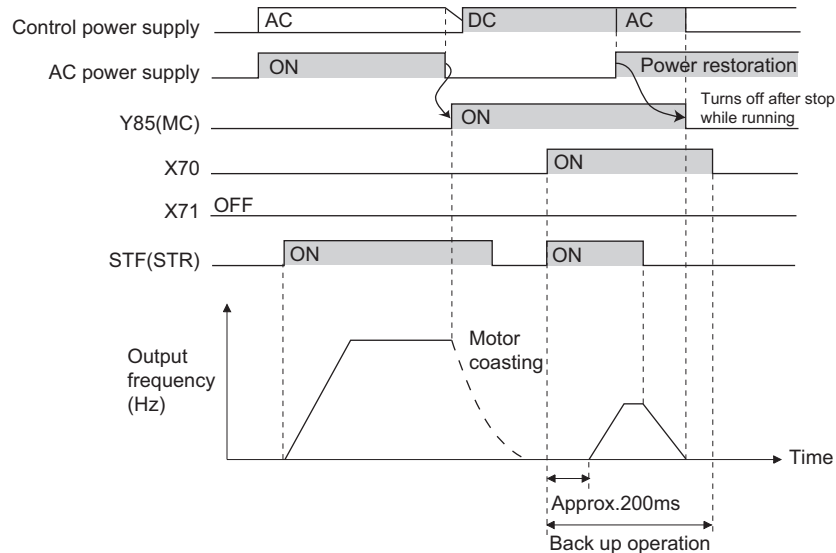 Control power supply AC DC AC
AC power supply ON Power restoration
Turns off after stop
while running
Y85(MC) ON
X70 ON
X71 OFF
STF(STR) ON ON
Output
frequency
(Hz)
Motor
coasting
Time
Approx.200ms
Back up operation